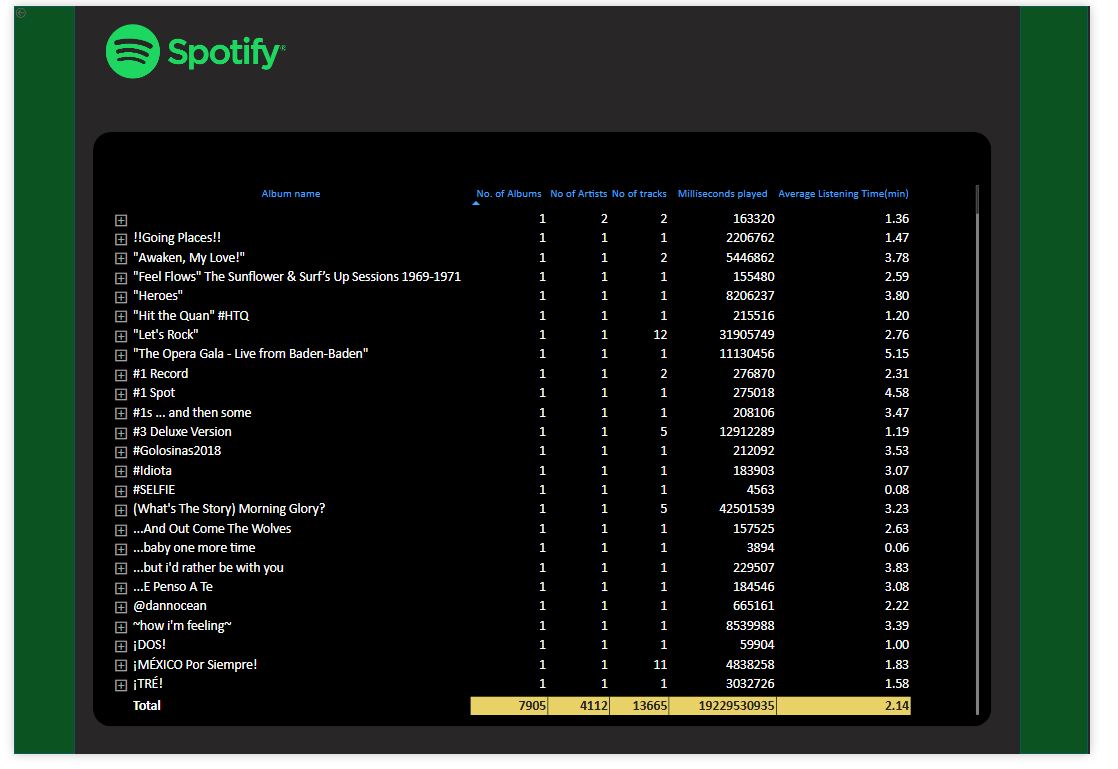 Spotify®
Album name No. of Albums No of Artists No of tracks Milliseconds played Average Listening Time(min)
1 2 2 163320 1.36
!!Going Places!! 1 1 1 2206762 1.47
"Awaken, My Love!" 1 1 2 5446862 3.78
"Feel Flows" The Sunflower & Surf's Up Sessions 1969-1971 1 1 1 155480 2.59
"Heroes" 1 1 1 8206237 3.80
"Hit the Quan" #HTQ 1 1 1 215516 1.20
"Let's Rock" 1 1 12 31905749 2.76
"The Opera Gala - Live from Baden-Baden" 1 1 1 11130456 5.15
#1 Record 1 1 2 276870 2.31
#1 Spot 1 1 1 275018 4.58
#1s ... and then some 1 1 1 208106 3.47
#3 Deluxe Version 1 1 5 12912289 1.19
#Golosinas2018 1 1 1 212092 3.53
#Idiota 1 1 1 183903 3.07
#SELFIE 1 1 1 4563 0.08
(What's The Story) Morning Glory? 1 1 5 42501539 3.23
...And Out Come The Wolves 1 1 1 157525 2.63
...baby one more time 1 1 1 3894 0.06
...but i'd rather be with you 1 1 1 229507 3.83
...E Penso A Te 1 1 1 184546 3.08
@dannocean 1 1 1 665161 2.22
~how i'm feeling~ 1 1 1 8539988 3.39
¡DOS! 1 1 1 59904 1.00
¡MÉXICO Por Siempre! 1 1 11 4838258 1.83
¡TRÉ! 1 1 1 3032726 1.58
Total 7905 4112 13665 19229530935 2.14